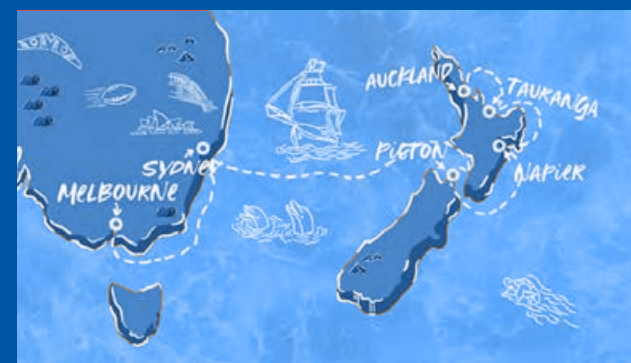 AUCKLAND
TAURANGA
PICTON
NAPIER
SYDNEY
MELBOURNE